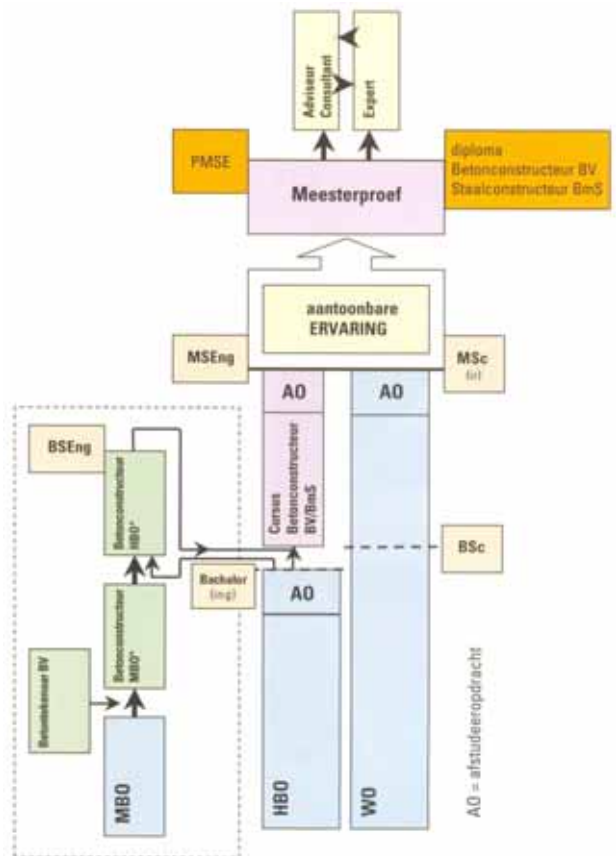 Adviseur
Consultant
Expert
PMSE
Meesterproef
diploma
Betonconstructeur BV
Staalconstructeur BmS
aantoonbare
ERVARING
MSEng
MSc
(ir)
AO
AO
BSEng
Betonconstructeur
HBO*
Cursus
Betonconstructeur
BV/BmS
BSc
Bachelor
(ing)
AO
Betontekenaar BV
Betonconstructeur
MBO*
MBO
HBO
WO
AO = afstudeeropdracht